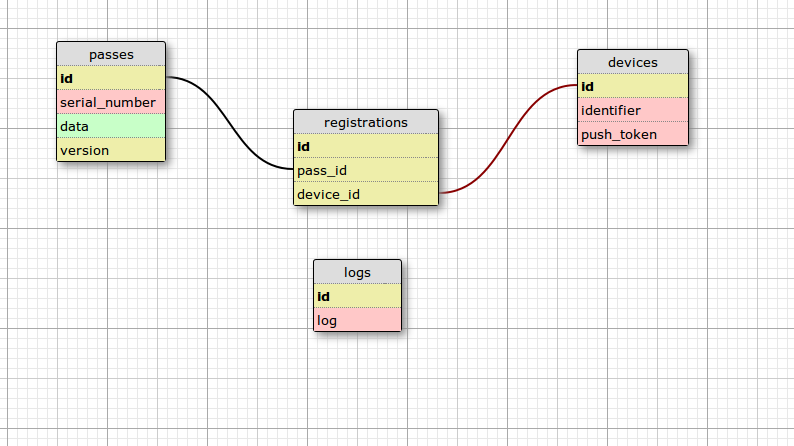 passes
id
serial_number
data
version
registrations
id
pass_id
device_id
devices
id
identifier
push_token
logs
id
log